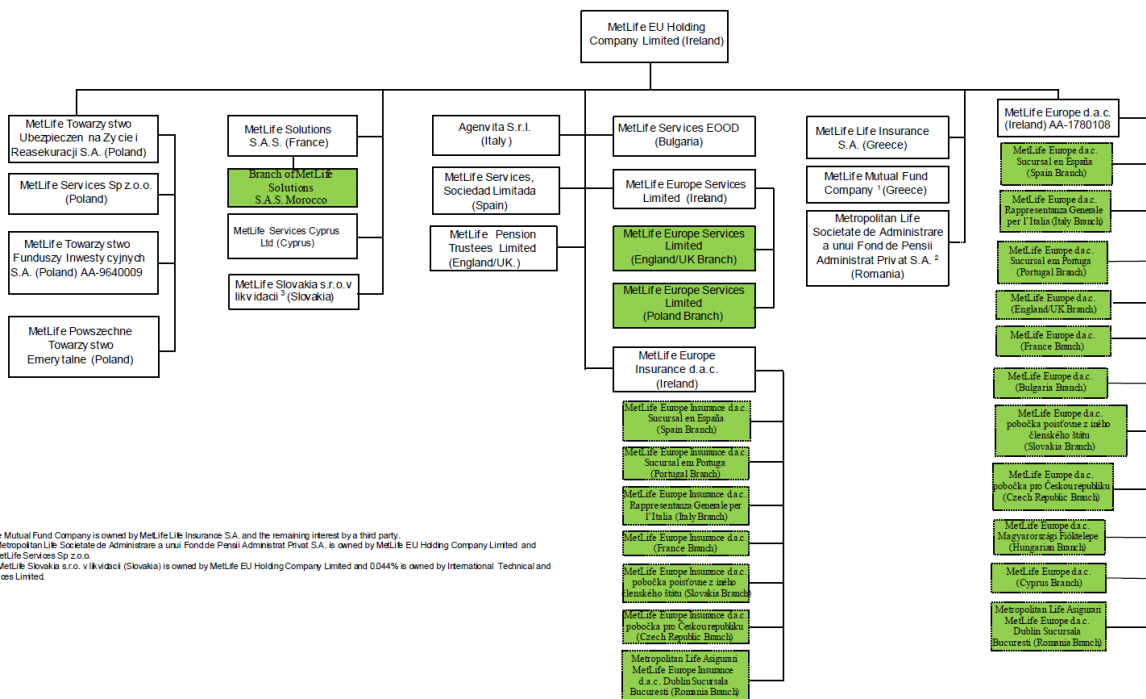 MetLife EU Holding
Company Limited (Ireland)
MetLife Towarzystwo
Ubezpieczen na Zycie i
Reasekuracji S.A. (Poland)
MetLife Services Sp z.o.o.
(Poland)
MetLife Towarzystwo
Funduszy Inwestycyjnych
S.A. (Poland) AA-9640009
MetLife Powszechne
Towarzystwo
Emerytalne (Poland)
MetLife Solutions
S.A.S. (France)
Branch of MetLife
Solutions
S.A.S. Morocco
MetLife Services Cyprus
Ltd (Cyprus)
MetLife Slovakia s.r.o. v
likvidacii ³ (Slovakia)
Agenvita S.r.l.
(Italy)
MetLife Services,
Sociedad Limitada
(Spain)
MetLife Pension
Trustees Limited
(England/UK.)
MetLife Services EOOD
(Bulgaria)
MetLife Europe Services
Limited (Ireland)
MetLife Europe Services
Limited
(England/UK Branch)
MetLife Europe Services
Limited
(Poland Branch)
MetLife Europe
Insurance d.a.c.
(Ireland)
MetLife Europe Insurance d.a.c.
Sucursal en España
(Spain Branch)
MetLife Europe Insurance d.a.c.
Sucursal em Portuga
(Portugal Branch)
MetLife Europe Insurance d.a.c.
Rappresentanza Generale per
l'Italia (Italy Branch)
MetLife Europe Insurance d.a.c.
(France Branch)
MetLife Europe Insurance d.a.c.
pobočka poisťovne z iného
členského štátu (Slovakia Branch)
MetLife Europe Insurance d.a.c.
pobočka pro Českou republiku
(Czech Republic Branch)
Metropolitan Life Asigurari
MetLife Europe Insurance
d.a.c. Dublin Sucursala
Bucuresti (Romania Branch)
MetLife Life Insurance
S.A. (Greece)
MetLife Mutual Fund
Company ¹ (Greece)
Metropolitan Life
Societate de Administrare
a unui Fond de Pensii
Administrat Privat S.A. ²
(Romania)
MetLife Europe d.a.c.
(Ireland) AA-1780108
MetLife Europe d.a.c.
Sucursal en España
(Spain Branch)
MetLife Europe d.a.c.
Rappresentanza Generale
per l'Italia (Italy Branch)
MetLife Europe d.a.c.
Sucursal em Portuga
(Portugal Branch)
MetLife Europe d.a.c.
(England/UK Branch)
MetLife Europe d.a.c.
(France Branch)
MetLife Europe d.a.c.
(Bulgaria Branch)
MetLife Europe d.a.c.
pobočka poisťovne z iného
členského štátu
(Slovakia Branch)
MetLife Europe d.a.c.
pobočka pro Českou republiku
(Czech Republic Branch)
MetLife Europe d.a.c.
Magyarországi Fióktelepe
(Hungarian Branch)
MetLife Europe d.a.c.
(Cyprus Branch)
Metropolitan Life Asigurari
MetLife Europe d.a.c.
Dublin Sucursala
Bucuresti (Romania Branch)
e Mutual Fund Company is owned by MetLife Life Insurance S.A. and the remaining interest by a third party.
Metropolitan Life Societate de Administrare a unui Fond de Pensii Administrat Privat S.A. is owned by MetLife EU Holding Company Limited and
etLife Services Sp z.o.o.
MetLife Slovakia s.r.o. v likvidacii (Slovakia) is owned by MetLife EU Holding Company Limited and 0.044% is owned by International Technical and
ces Limited.